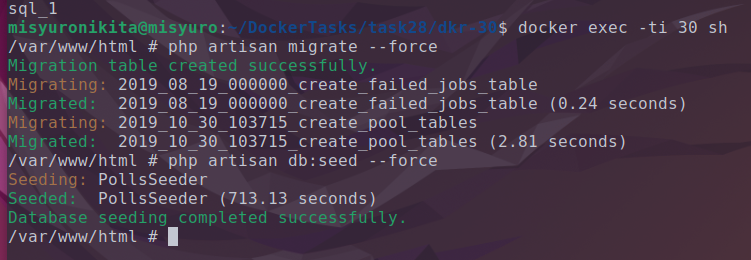 sql_1
misyuronikita@misyuro:~/DockerTasks/task28/dkr-30$ docker exec -ti 30 sh
/var/www/html # php artisan migrate --force
Migration table created successfully.
Migrating: 2019_08_19_000000_create_failed_jobs_table
Migrated:  2019_08_19_000000_create_failed_jobs_table (0.24 seconds)
Migrating: 2019_10_30_103715_create_pool_tables
Migrated:  2019_10_30_103715_create_pool_tables (2.81 seconds)
/var/www/html # php artisan db:seed --force
Seeding: PollsSeeder
Seeded:  PollsSeeder (713.13 seconds)
Database seeding completed successfully.
/var/www/html #